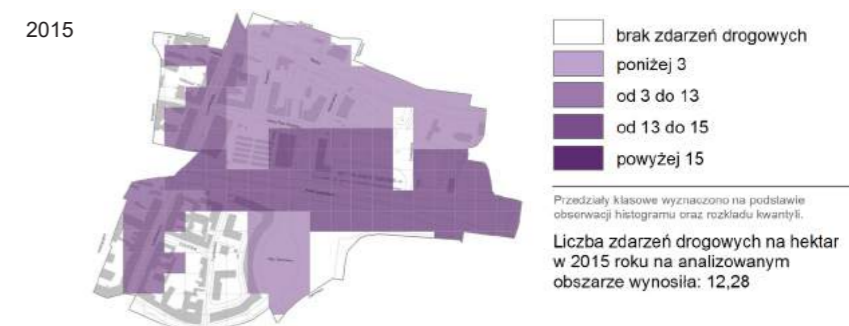 2015
brak zdarzeń drogowych
poniżej 3
od 3 do 13
od 13 do 15
powyżej 15
Przedziały klasowe wyznaczono na podstawie
obserwacji histogramu oraz rozkładu kwantyli.
Liczba zdarzeń drogowych na hektar
w 2015 roku na analizowanym
obszarze wynosiła: 12,28